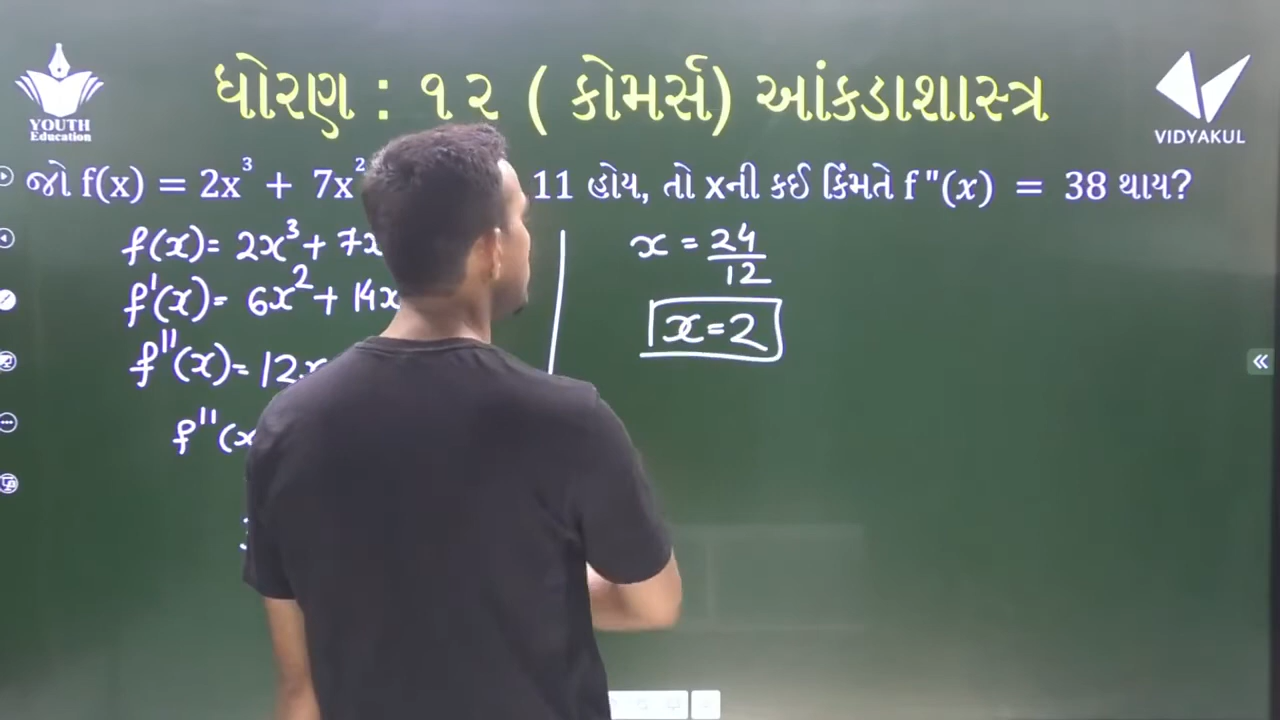 ધોરણ : ૧૨ ( કોમર્સ) આંકડાશાસ્ત્ર
YOUTH
Education
VIDYAKUL
જો f(x) = 2x³ + 7x² 11 હોય, તો xની કઈ કિંમતે f "(x) = 38 થાય?
f(x) = 2x³ + 7x
f'(x) = 6x² + 14x
f"(x) = 12x
f"(x
x = 24/12
x = 2